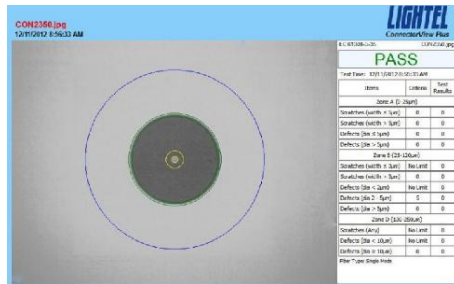 LIGHTEL
CON2350.jpg
ConnectorView Plus
12/11/2012 8:56:33 AM
PASS
Items Criteria Test Results
Zone A (0-25µm)
Scratches (width ≤ 3µm) 0 0
Scratches (width > 3µm) 0 0
Defects (dia ≤ 5µm) 0 0
Defects (dia > 5µm) 0 0
Zone B (25-120µm)
Scratches (width ≤ 3µm) No Limit 0
Scratches (width > 3µm) 0 0
Defects (dia < 2µm) No Limit 0
Defects (dia 2 - 5µm) 5 0
Defects (dia > 5µm) 0 0
Scratches (Any) No Limit 0
Defects (dia < 10µm) No Limit 0
Defects (dia ≥ 10µm) 0 0
Fiber Type: Single Mode